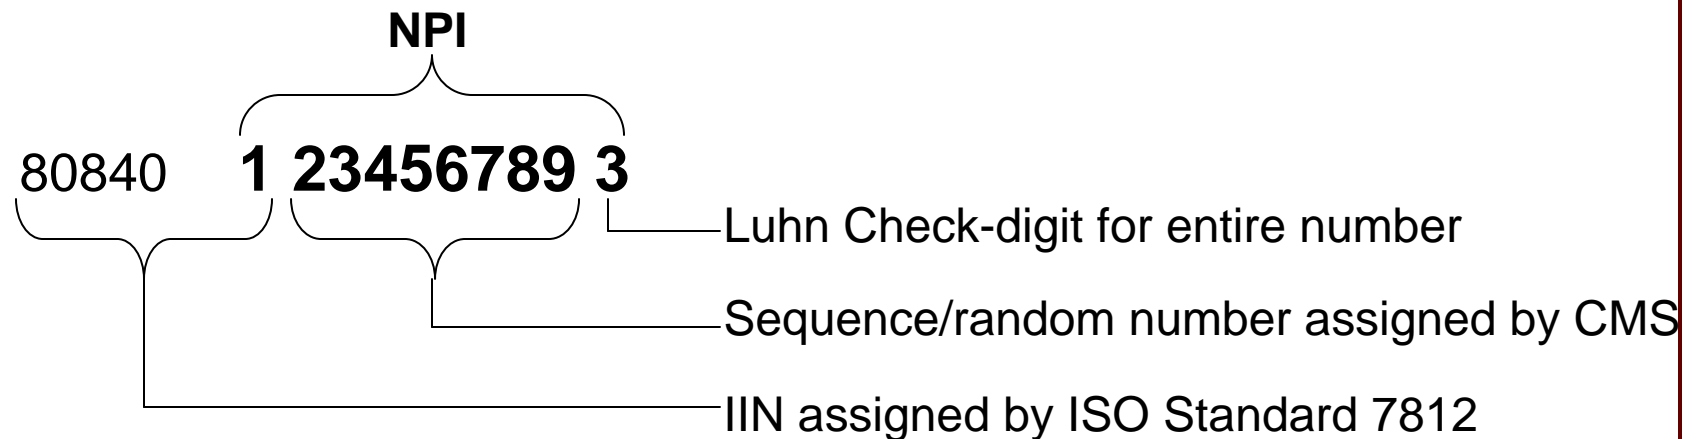 NPI
80840 1 23456789 3
Luhn Check-digit for entire number
Sequence/random number assigned by CMS
IIN assigned by ISO Standard 7812